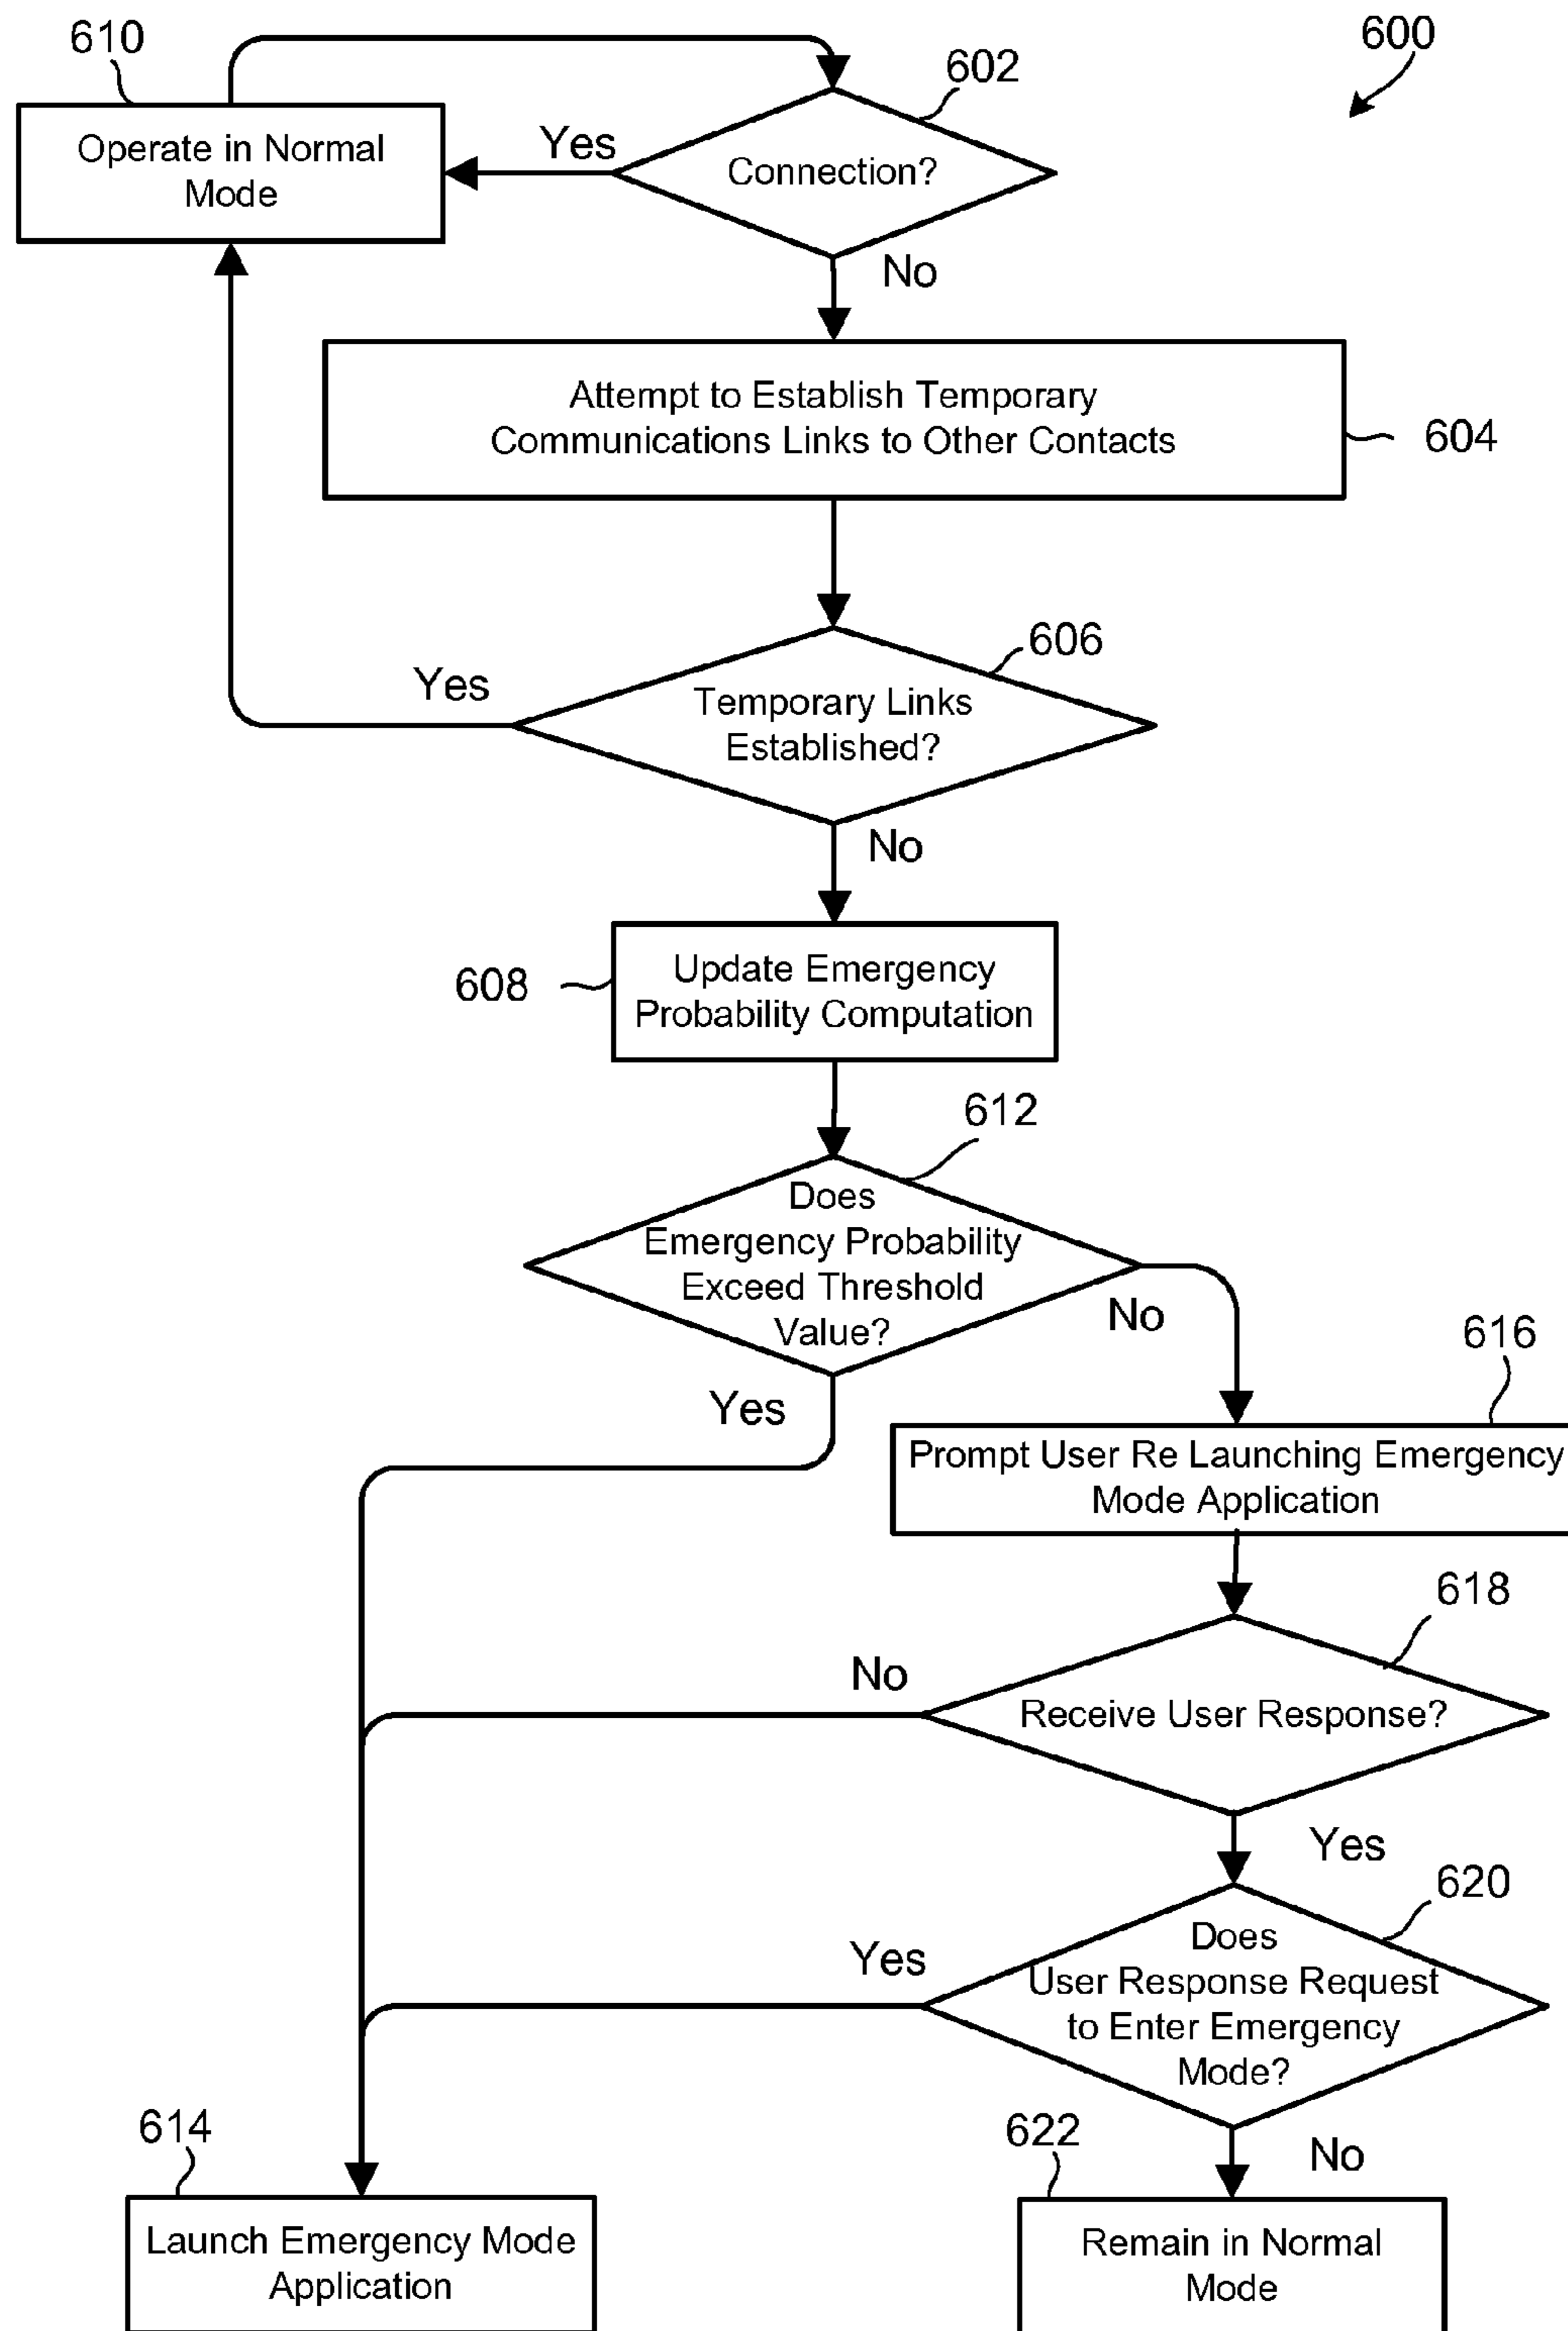 610
600
602
Operate in Normal
Mode
Yes
Connection?
No
Attempt to Establish Temporary
Communications Links to Other Contacts
604
606
Yes
Temporary Links
Established?
No
608
Update Emergency
Probability Computation
612
Does
Emergency Probability
Exceed Threshold
Value?
No
616
Yes
Prompt User Re Launching Emergency
Mode Application
618
No
Receive User Response?
Yes
620
Yes
Does
User Response Request
to Enter Emergency
Mode?
614
622
No
Launch Emergency Mode
Application
Remain in Normal
Mode